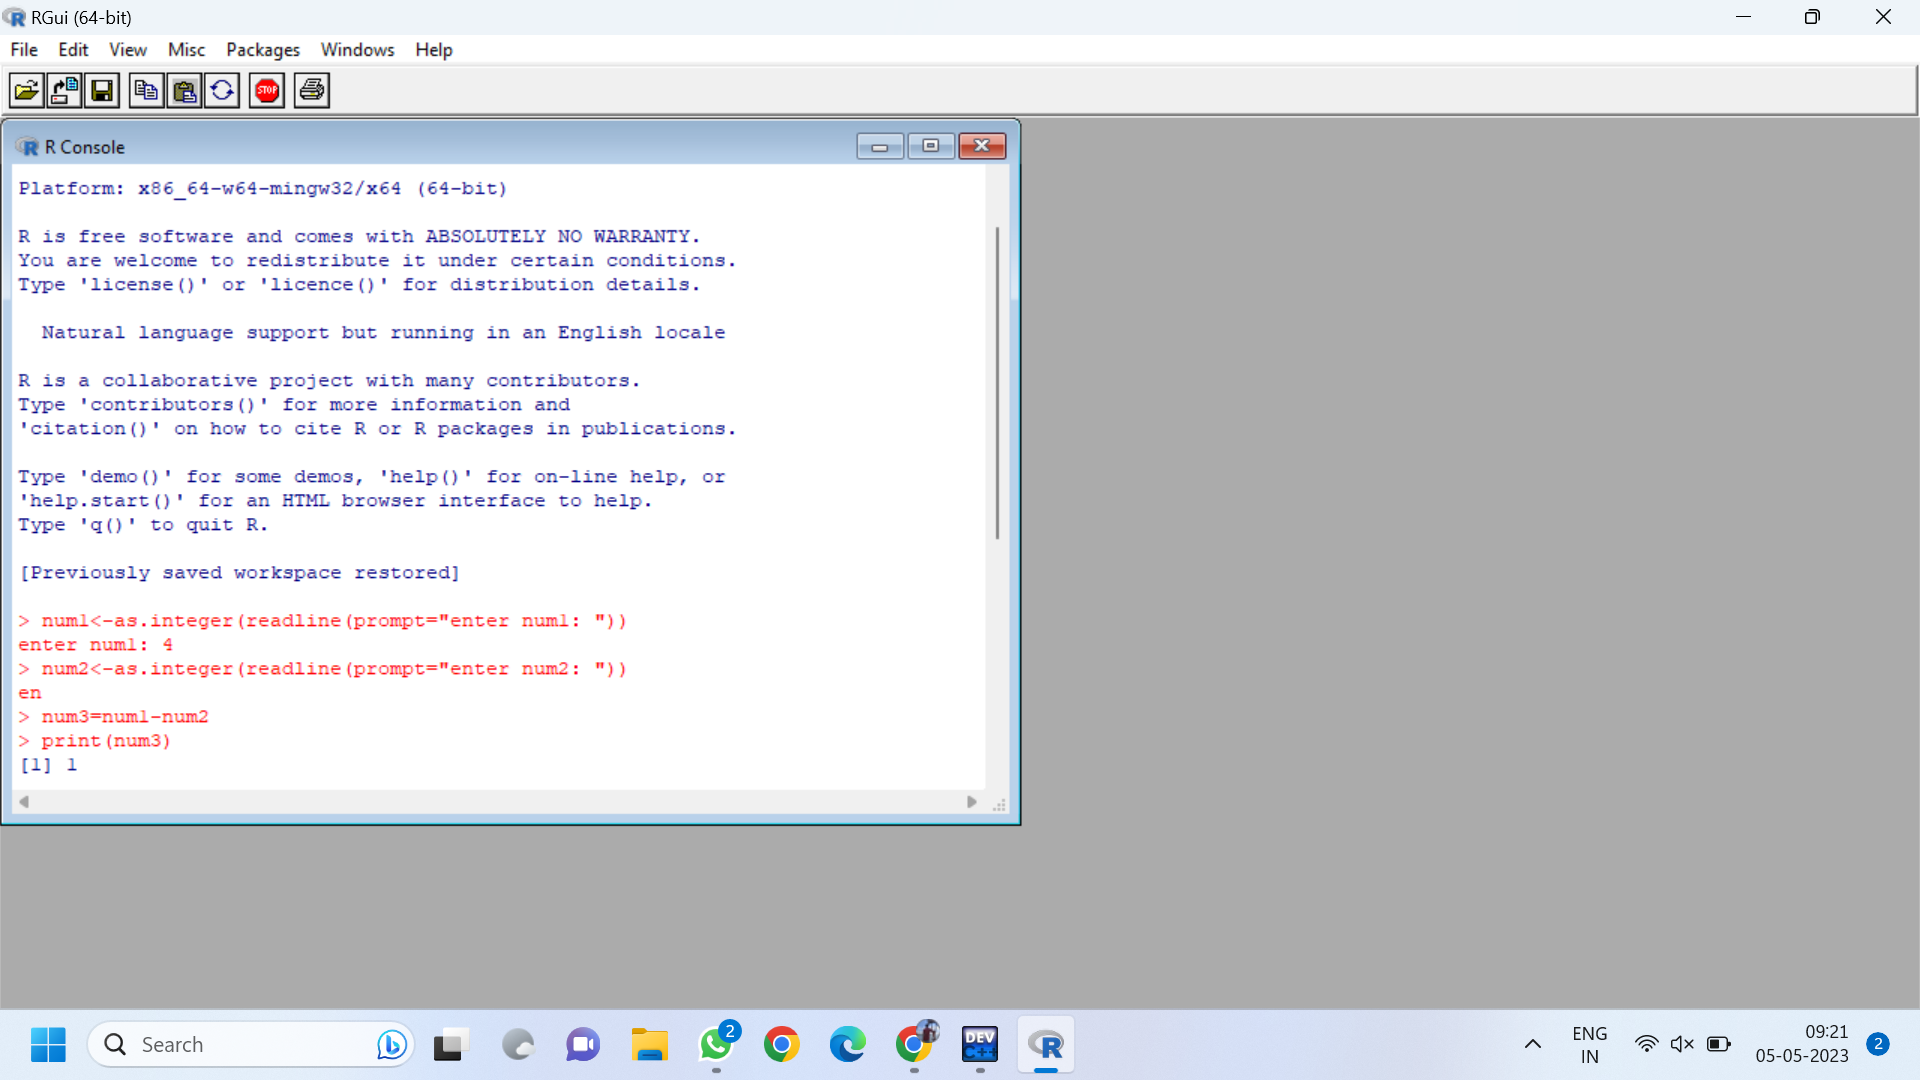 RGui (64-bit)
File Edit View Misc Packages Windows Help
STOP
R Console
Platform: x86_64-w64-mingw32/x64 (64-bit)
R is free software and comes with ABSOLUTELY NO WARRANTY.
You are welcome to redistribute it under certain conditions.
Type 'license()' or 'licence()' for distribution details.
Natural language support but running in an English locale
R is a collaborative project with many contributors.
Type 'contributors()' for more information and
'citation()' on how to cite R or R packages in publications.
Type 'demo()' for some demos, 'help()' for on-line help, or
'help.start()' for an HTML browser interface to help.
Type 'q()' to quit R.
[Previously saved workspace restored]
> num1<-as.integer(readline(prompt="enter num1: "))
enter num1: 4
> num2<-as.integer(readline(prompt="enter num2: "))
en
> num3=num1-num2
> print(num3)
[1] 1
Search
2
DEV
C++
R
ENG
IN
09:21
05-05-2023
2